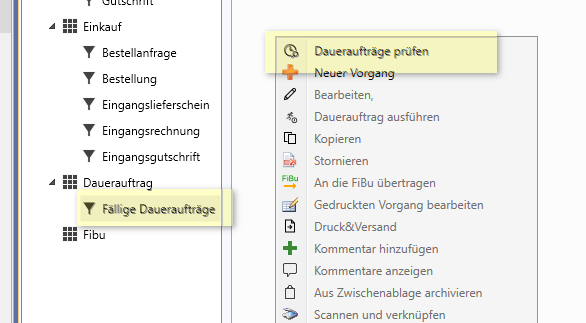 Gutschrift
Einkauf
Bestellanfrage
Bestellung
Eingangslieferschein
Eingangsrechnung
Eingangsgutschrift
Dauerauftrag
Fällige Daueraufträge
Fibu
Daueraufträge prüfen
Neuer Vorgang
Bearbeiten,
Dauerauftrag ausführen
Kopieren
Stornieren
FiBu An die FiBu übertragen
Gedruckten Vorgang bearbeiten
Druck&Versand
Kommentar hinzufügen
Kommentare anzeigen
Aus Zwischenablage archivieren
Scannen und verknüpfen